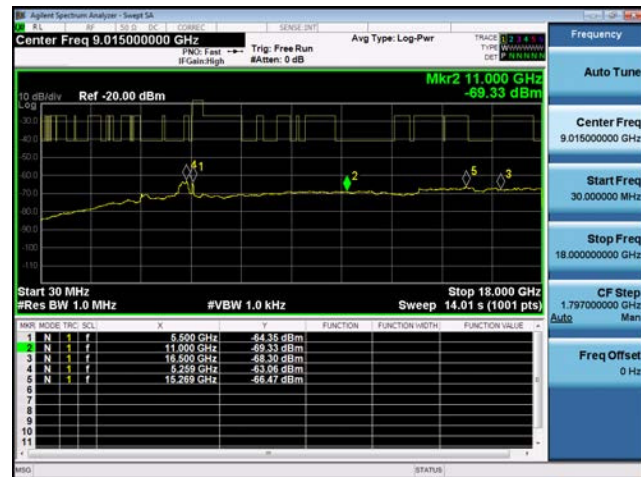 Agilent Spectrum Analyzer - Swept SA
RL RF 50 Ω DC CORREC SENSE:INT
Center Freq 9.015000000 GHz
PNO: Fast
IFGain:High
Trig: Free Run
#Atten: 0 dB
Avg Type: Log-Pwr
TRACE 1 2 3 4 5 6
TYPE
DET P N N N N N
Mkr2 11.000 GHz
-69.33 dBm
10 dB/div Ref -20.00 dBm
Log
-30.0
-40.0
-50.0
-60.0
-70.0
-80.0
-90.0
-100
-110
4 1 2 5 3
Start 30 MHz Stop 18.000 GHz
#Res BW 1.0 MHz #VBW 1.0 kHz Sweep 14.01 s (1001 pts)
MKR MODE TRC SCL X Y FUNCTION FUNCTION WIDTH FUNCTION VALUE
1 N 1 f 5.500 GHz -64.35 dBm
2 N 1 f 11.000 GHz -69.33 dBm
3 N 1 f 16.500 GHz -68.30 dBm
4 N 1 f 5.259 GHz -63.06 dBm
5 N 1 f 15.269 GHz -66.47 dBm
6
7
8
9
10
11
MSG STATUS
Frequency
Auto Tune
Center Freq
9.015000000 GHz
Start Freq
30.000000 MHz
Stop Freq
18.000000000 GHz
CF Step
1.797000000 GHz
Auto Man
Freq Offset
0 Hz